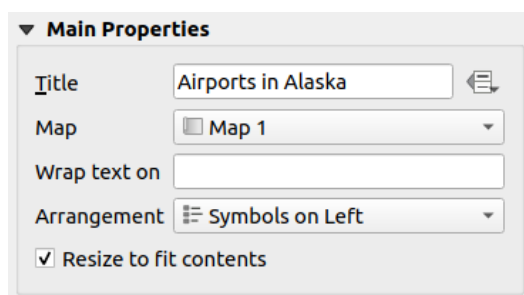 Main Properties
Title Airports in Alaska
Map Map 1
Wrap text on
Arrangement Symbols on Left
Resize to fit contents